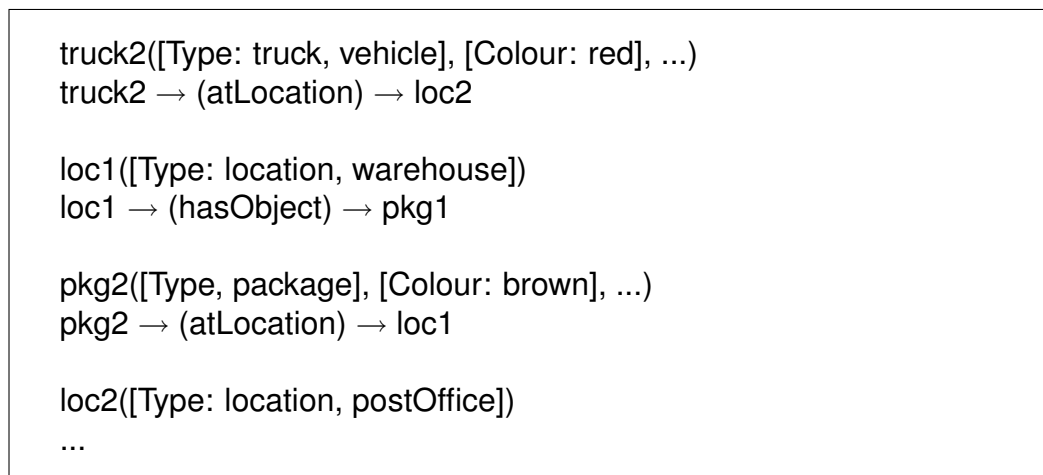 truck2([Type: truck, vehicle], [Colour: red], ...)
truck2 → (atLocation) → loc2
loc1([Type: location, warehouse])
loc1 → (hasObject) → pkg1
pkg2([Type, package], [Colour: brown], ...)
pkg2 → (atLocation) → loc1
loc2([Type: location, postOffice])
...